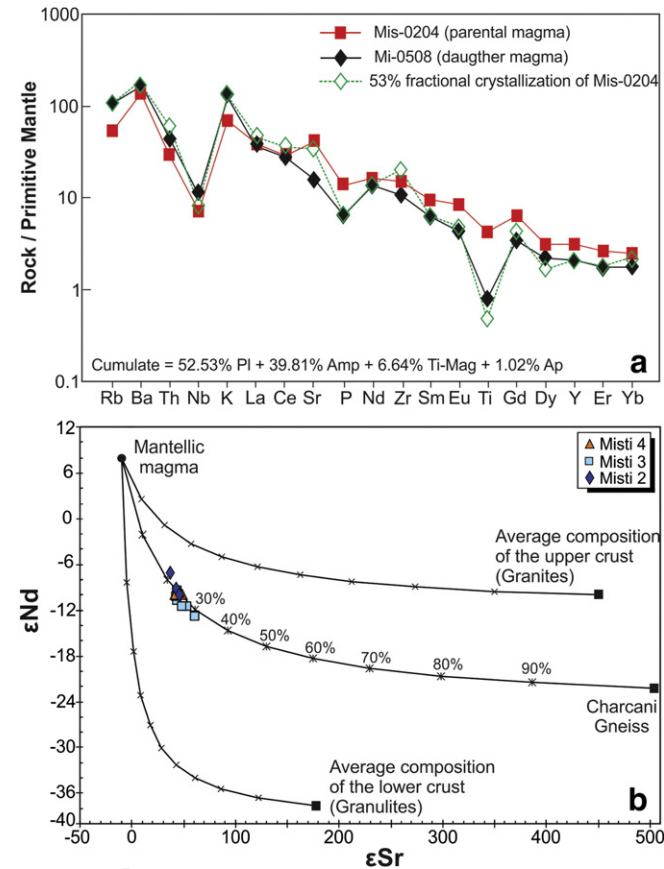 1000
100
10
1
0.1
Rock / Primitive Mantle
Mis-0204 (parental magma)
Mi-0508 (daugther magma)
53% fractional crystallization of Mis-0204
Cumulate = 52.53% Pl + 39.81% Amp + 6.64% Ti-Mag + 1.02% Ap
a
Rb Ba Th Nb K La Ce Sr P Nd Zr Sm Eu Ti Gd Dy Y Er Yb
12
6
0
-6
-12
-18
-24
-30
-36
-40
εNd
Mantellic
magma
Misti 4
Misti 3
Misti 2
Average composition
of the upper crust
(Granites)
30%
40%
50%
60%
70%
80%
90%
Charcani
Gneiss
Average composition
of the lower crust
(Granulites)
b
-50 0 100 200 300 400 500
εSr